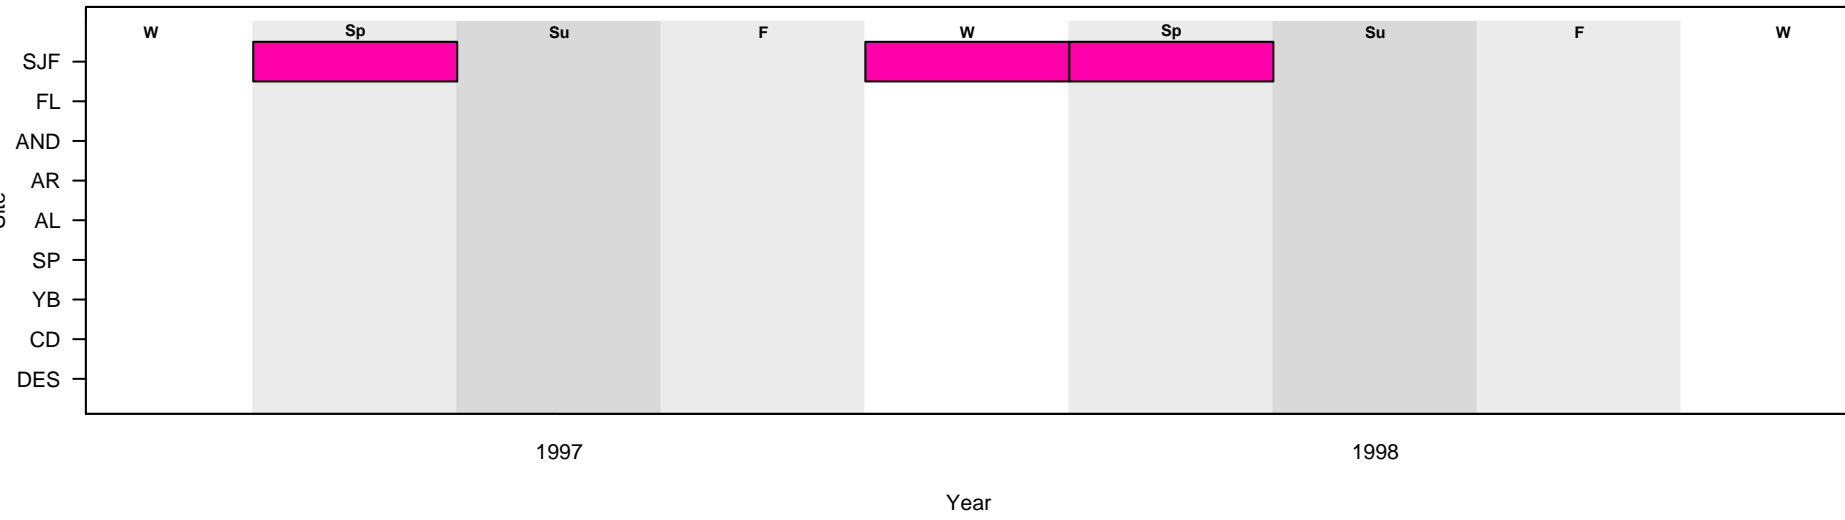 W Sp Su F W Sp Su F W
SJF
FL
AND
AR
AL
SP
YB
CD
DES
1997 1998
Year